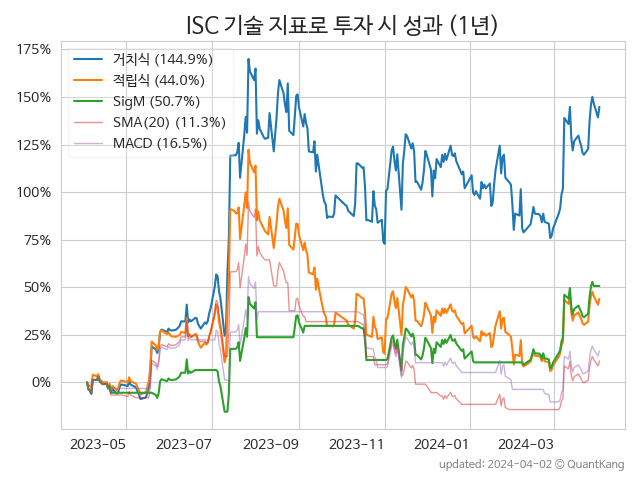 ISC 기술 지표로 투자 시 성과 (1년)
175%
150%
125%
100%
75%
50%
25%
0%
거치식 (144.9%)
적립식 (44.0%)
SigM (50.7%)
SMA(20) (11.3%)
MACD (16.5%)
2023-05
2023-07
2023-09
2023-11
2024-01
2024-03
updated: 2024-04-02 © QuantKang